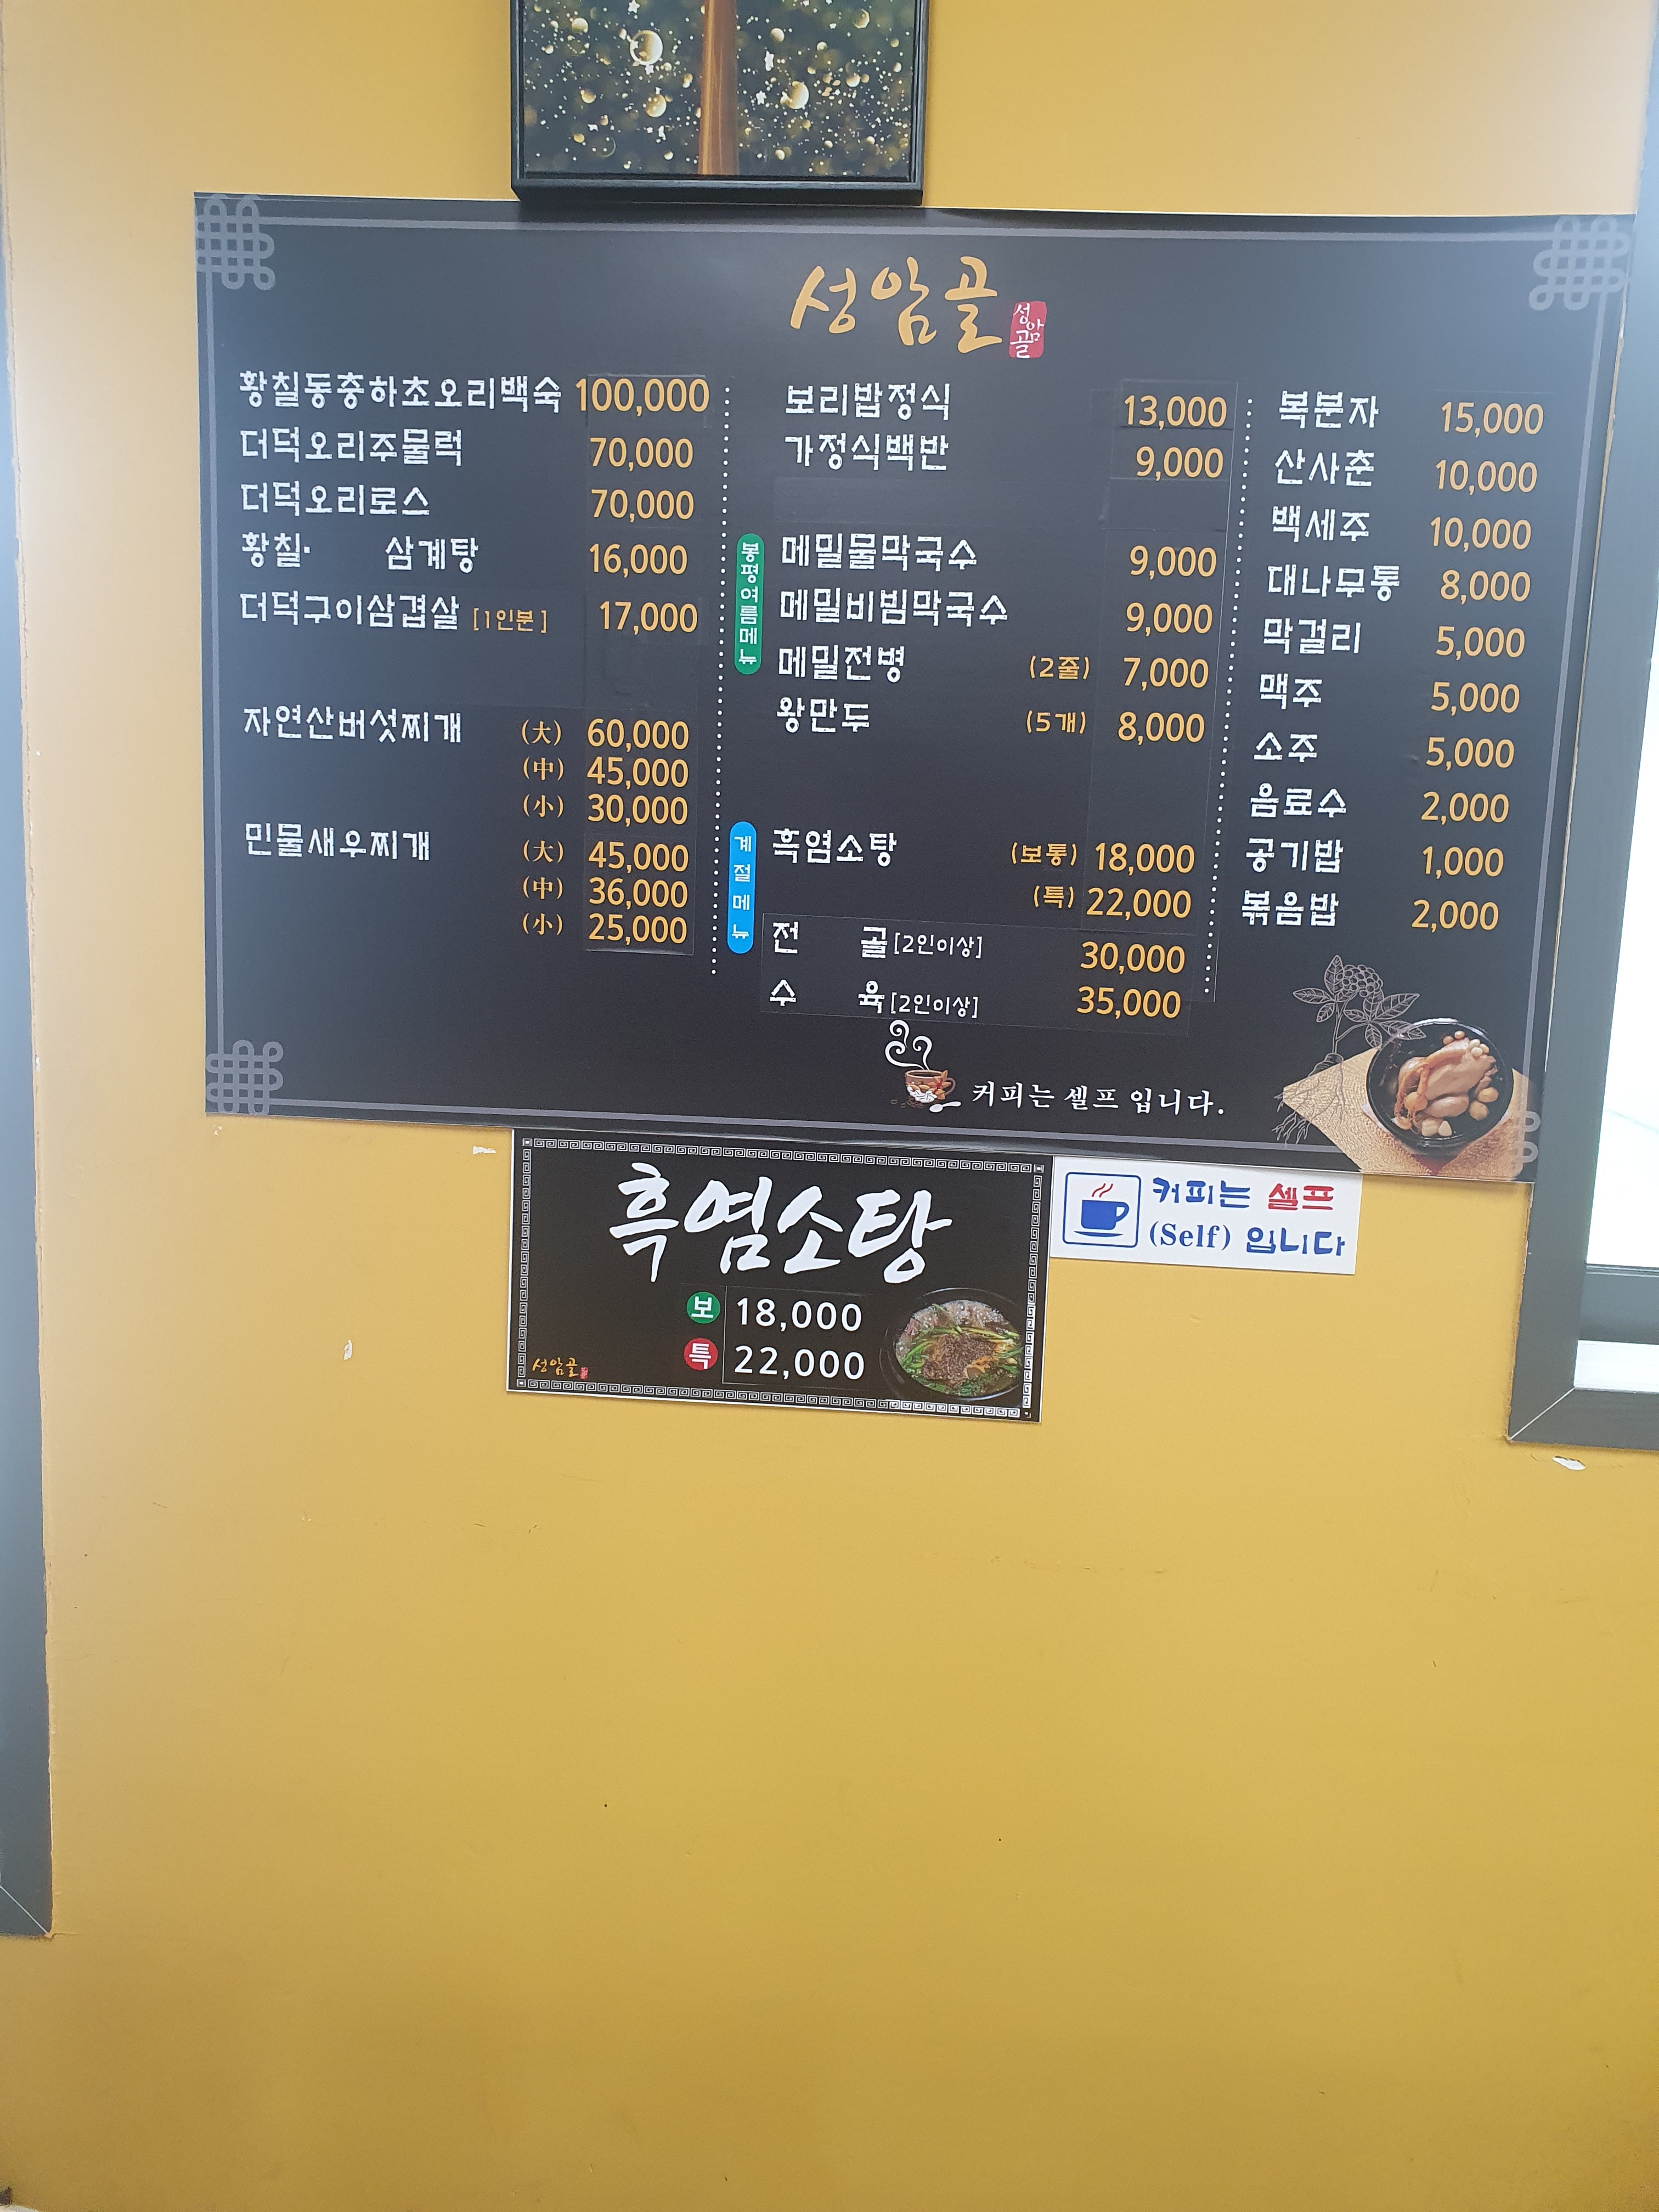 성암골
성암골
황칠동충하초오리백숙 100,000
더덕오리주물럭 70,000
더덕오리로스 70,000
황칠· 삼계탕 16,000
더덕구이삼겹살 [1인분] 17,000
자연산버섯찌개 (大) 60,000
(中) 45,000
(小) 30,000
민물새우찌개 (大) 45,000
(中) 36,000
(小) 25,000
보리밥정식 13,000
가정식백반 9,000
봉평여름메뉴
메밀물막국수 9,000
메밀비빔막국수 9,000
메밀전병 (2줄) 7,000
왕만두 (5개) 8,000
계절메뉴
흑염소탕 (보통) 18,000
(특) 22,000
전 골 [2인이상] 30,000
수 육 [2인이상] 35,000
복분자 15,000
산사춘 10,000
백세주 10,000
대나무통 8,000
막걸리 5,000
맥주 5,000
소주 5,000
음료수 2,000
공기밥 1,000
볶음밥 2,000
커피는 셀프 입니다.
흑염소탕
보 18,000
특 22,000
성암골
커피는 셀프
(Self) 입니다